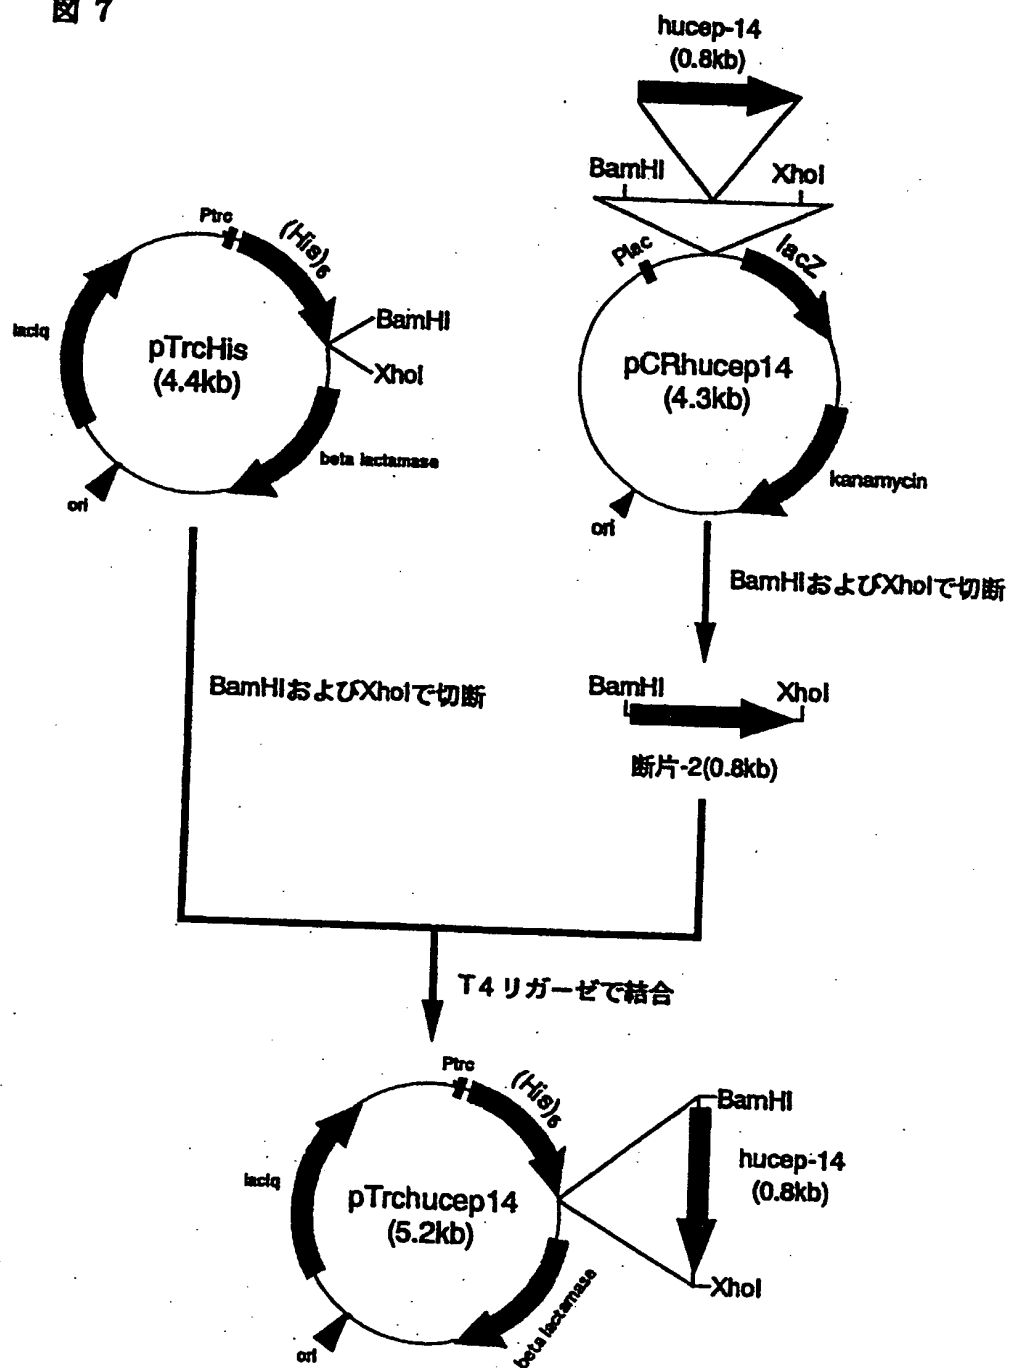 図 7
hucep-14
(0.8kb)
BamHI
XhoI
Ptrc
(His)6
lacIq
BamHI
XhoI
pTrcHis
(4.4kb)
beta lactamase
ori
Plac
lacZ
pCRhucep14
(4.3kb)
kanamycin
ori
BamHIおよびXhoIで切断
BamHIおよびXhoIで切断
BamHI
XhoI
断片-2(0.8kb)
T4 リガーゼで結合
Ptrc
(His)6
lacIq
pTrchucep14
(5.2kb)
BamHI
hucep-14
(0.8kb)
XhoI
beta lactamase
ori